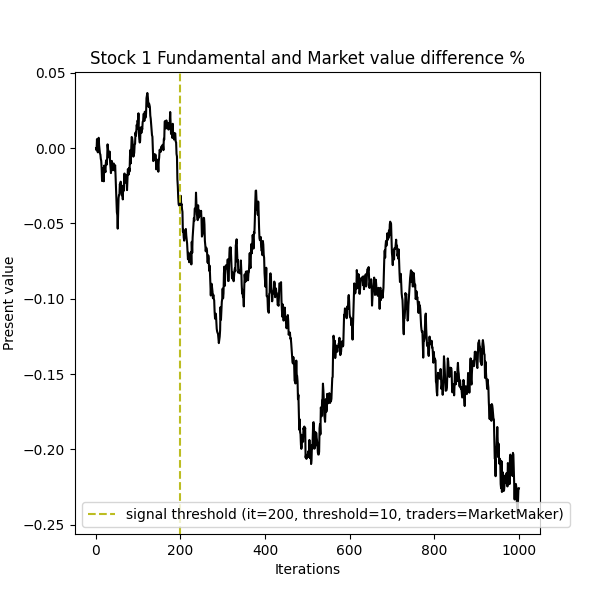 Stock 1 Fundamental and Market value difference %
0.05
0.00
−0.05
−0.10
−0.15
−0.20
−0.25
Present value
signal threshold (it=200, threshold=10, traders=MarketMaker)
0 200 400 600 800 1000
Iterations